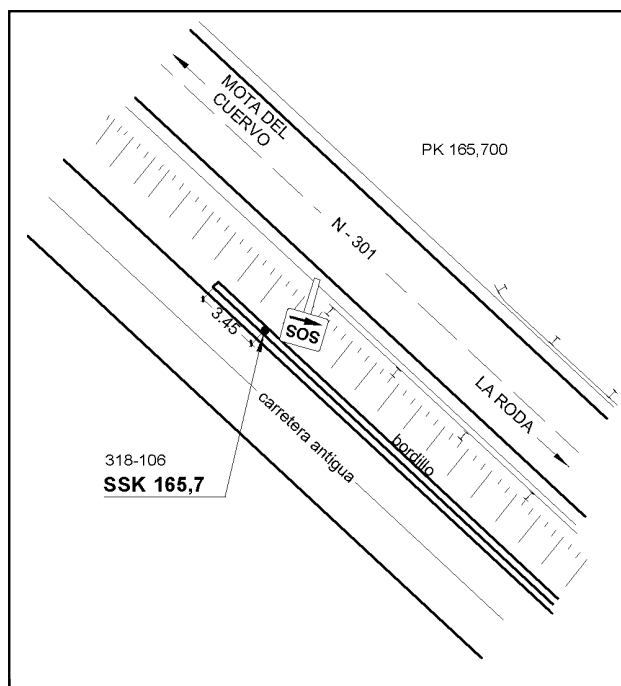 MOTA DEL
CUERVO
PK 165,700
N - 301
SOS
3.45
LA RODA
bordillo
carretera antigua
318-106
SSK 165,7